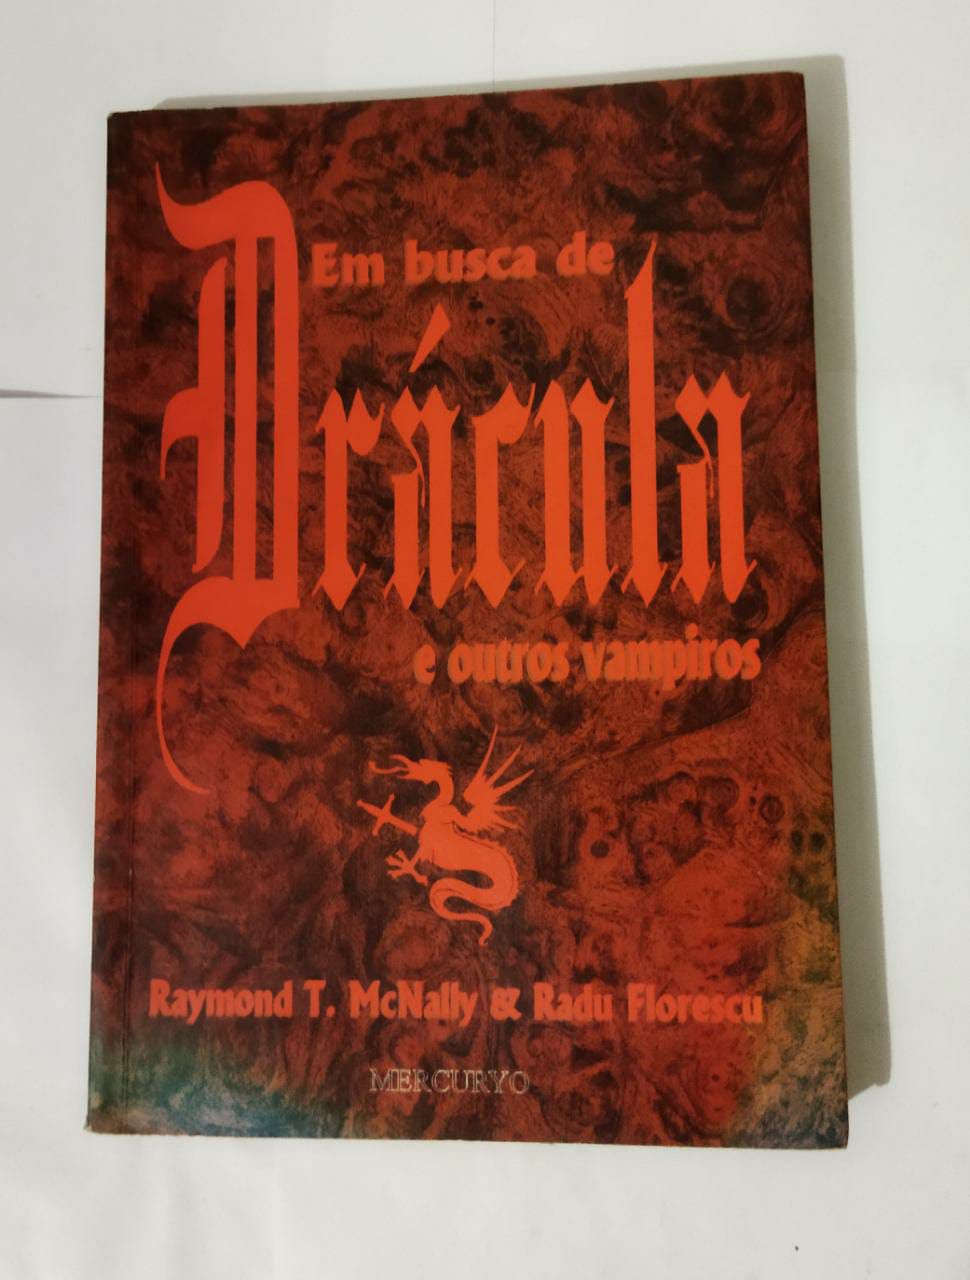 Em busca de
Drácula
e outros vampiros
Raymond T. McNally & Radu Florescu
MERCURYO